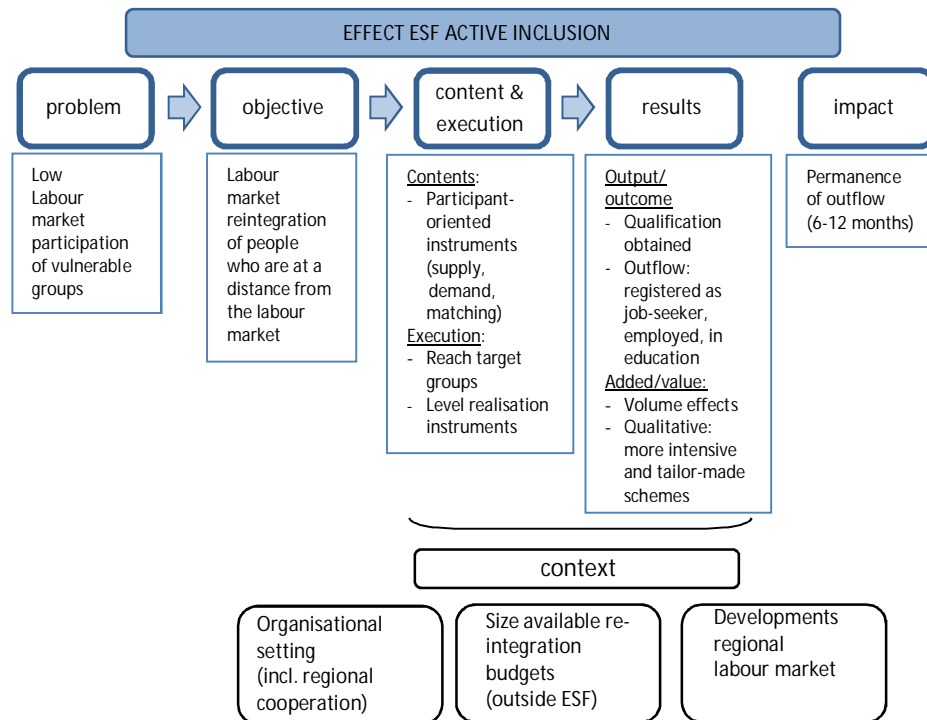 EFFECT ESF ACTIVE INCLUSION
problem
objective
content &
execution
results
impact
Low
Labour
market
participation
of vulnerable
groups
Labour
market
reintegration
of people
who are at a
distance from
the labour
market
Contents:
- Participant-
oriented
instruments
(supply,
demand,
matching)
Execution:
- Reach target
groups
- Level realisation
instruments
Output/
outcome
- Qualification
obtained
- Outflow:
registered as
job-seeker,
employed, in
education
Added/value:
- Volume effects
- Qualitative:
more intensive
and tailor-made
schemes
Permanence
of outflow
(6-12 months)
context
Organisational
setting
(incl. regional
cooperation)
Size available re-
integration
budgets
(outside ESF)
Developments
regional
labour market